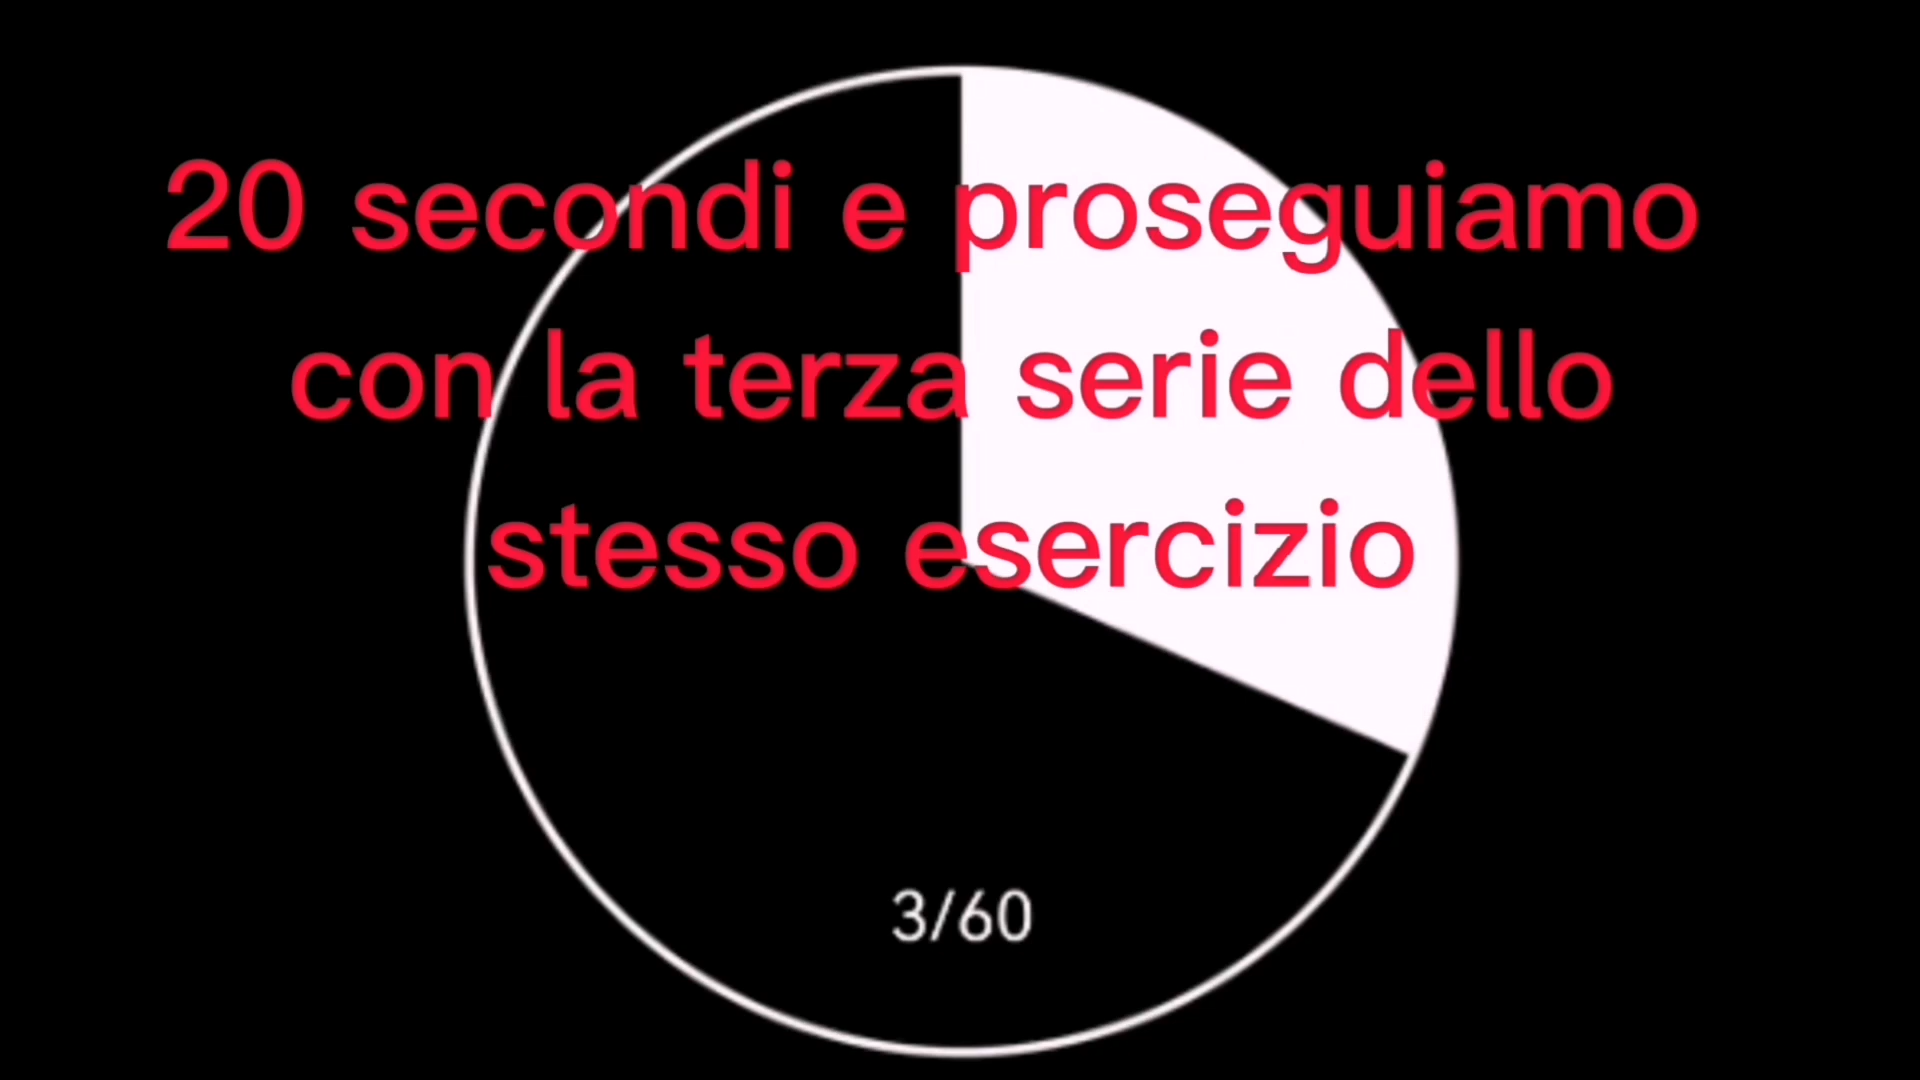 20 secondi e proseguiamo
con la terza serie dello
stesso esercizio
3/60